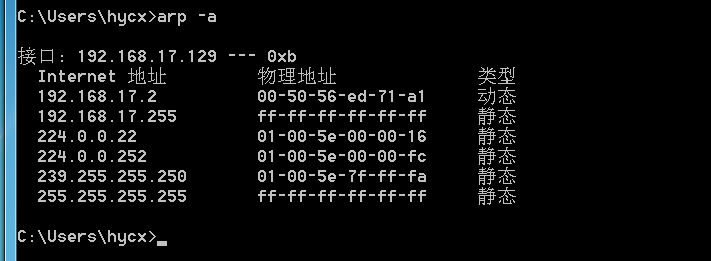 C:\Users\hycx>arp -a
接口: 192.168.17.129 --- 0xb
Internet 地址 物理地址 类型
192.168.17.2 00-50-56-ed-71-a1 动态
192.168.17.255 ff-ff-ff-ff-ff-ff 静态
224.0.0.22 01-00-5e-00-00-16 静态
224.0.0.252 01-00-5e-00-00-fc 静态
239.255.255.250 01-00-5e-7f-ff-fa 静态
255.255.255.255 ff-ff-ff-ff-ff-ff 静态
C:\Users\hycx>